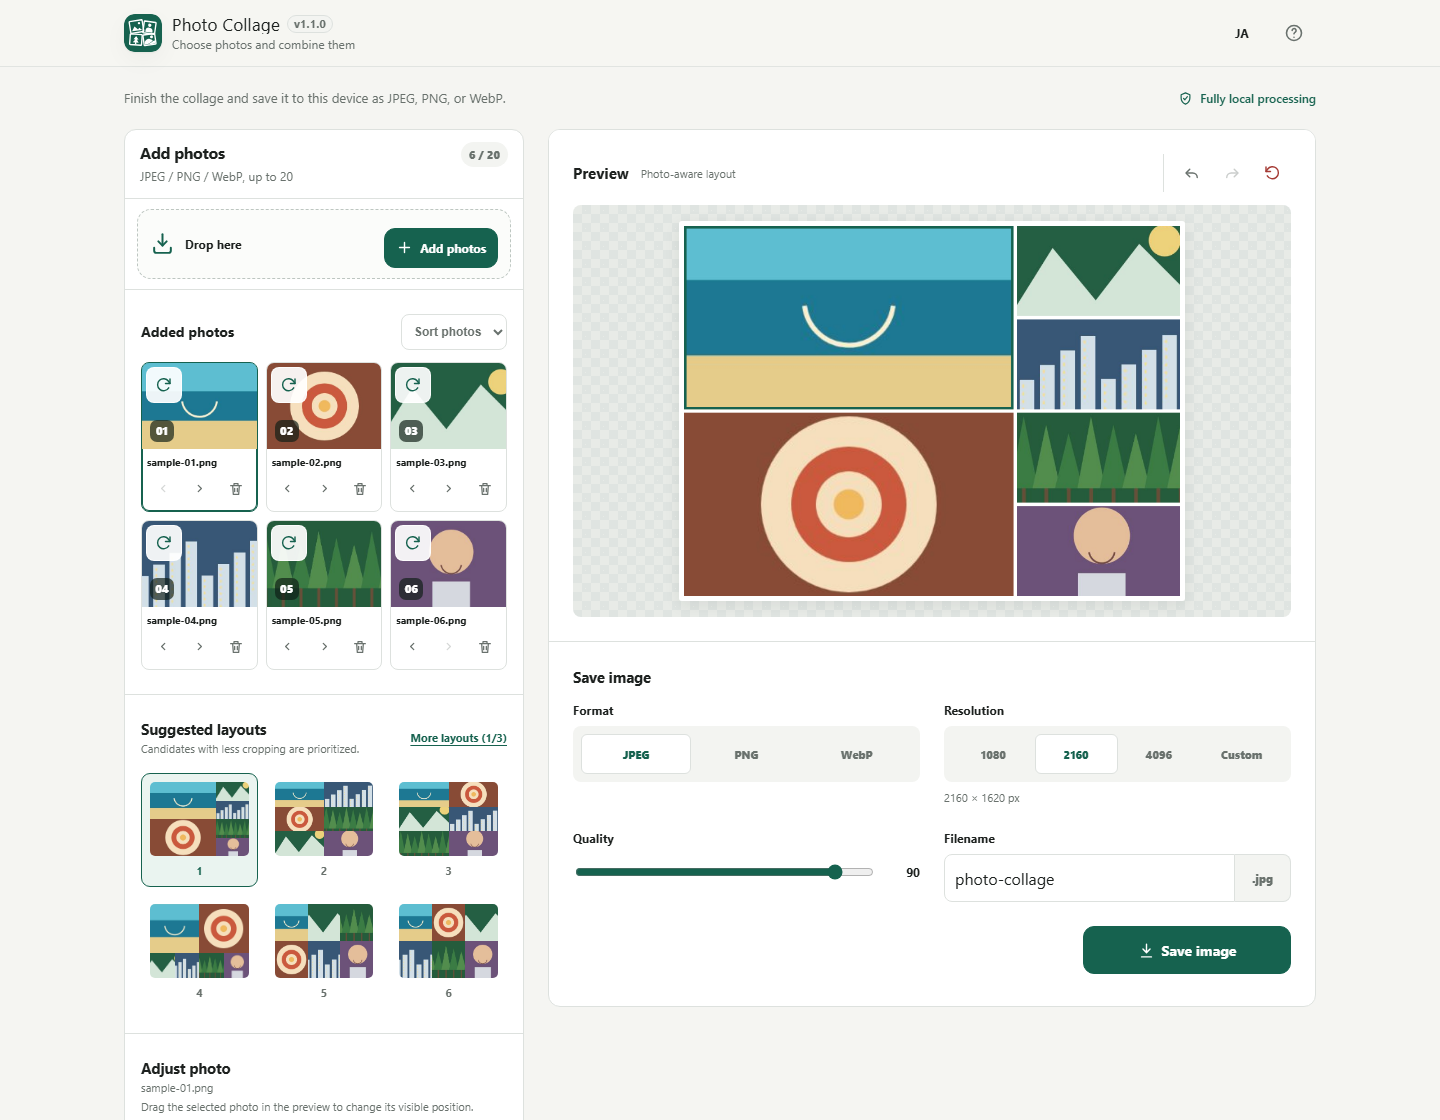 Photo Collage v1.1.0
Choose photos and combine them
JA
Finish the collage and save it to this device as JPEG, PNG, or WebP.
Fully local processing
Add photos
6 / 20
JPEG / PNG / WebP, up to 20
Drop here
Add photos
Added photos
Sort photos
01
02
03
sample-01.png
sample-02.png
sample-03.png
04
05
06
sample-04.png
sample-05.png
sample-06.png
Suggested layouts
Candidates with less cropping are prioritized.
More layouts (1/3)
1
2
3
4
5
6
Adjust photo
sample-01.png
Drag the selected photo in the preview to change its visible position.
Preview
Photo-aware layout
Save image
Format
JPEG
PNG
WebP
Resolution
1080
2160
4096
Custom
2160 × 1620 px
Quality
90
Filename
photo-collage
.jpg
Save image